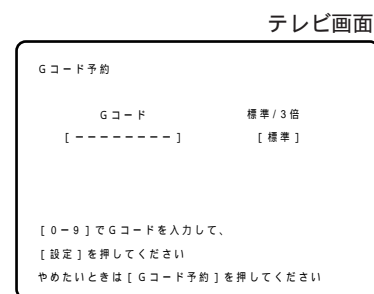 テレビ画面
Gコード予約
Gコード 標準/3倍
[ーーーーーーーー] [標準]
[0ー9]でGコードを入力して、
[設定]を押してください
やめたいときは[Gコード予約]を押してください